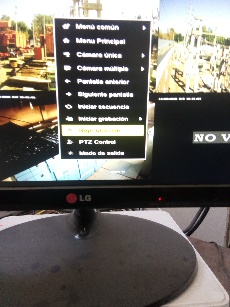 Menú común
Menu Principal
Cámara única
Cámara múltiple
Pantalla anterior
Siguiente pantalla
Iniciar secuencia
Iniciar grabación
PTZ Control
Modo de salida
NO V
LG